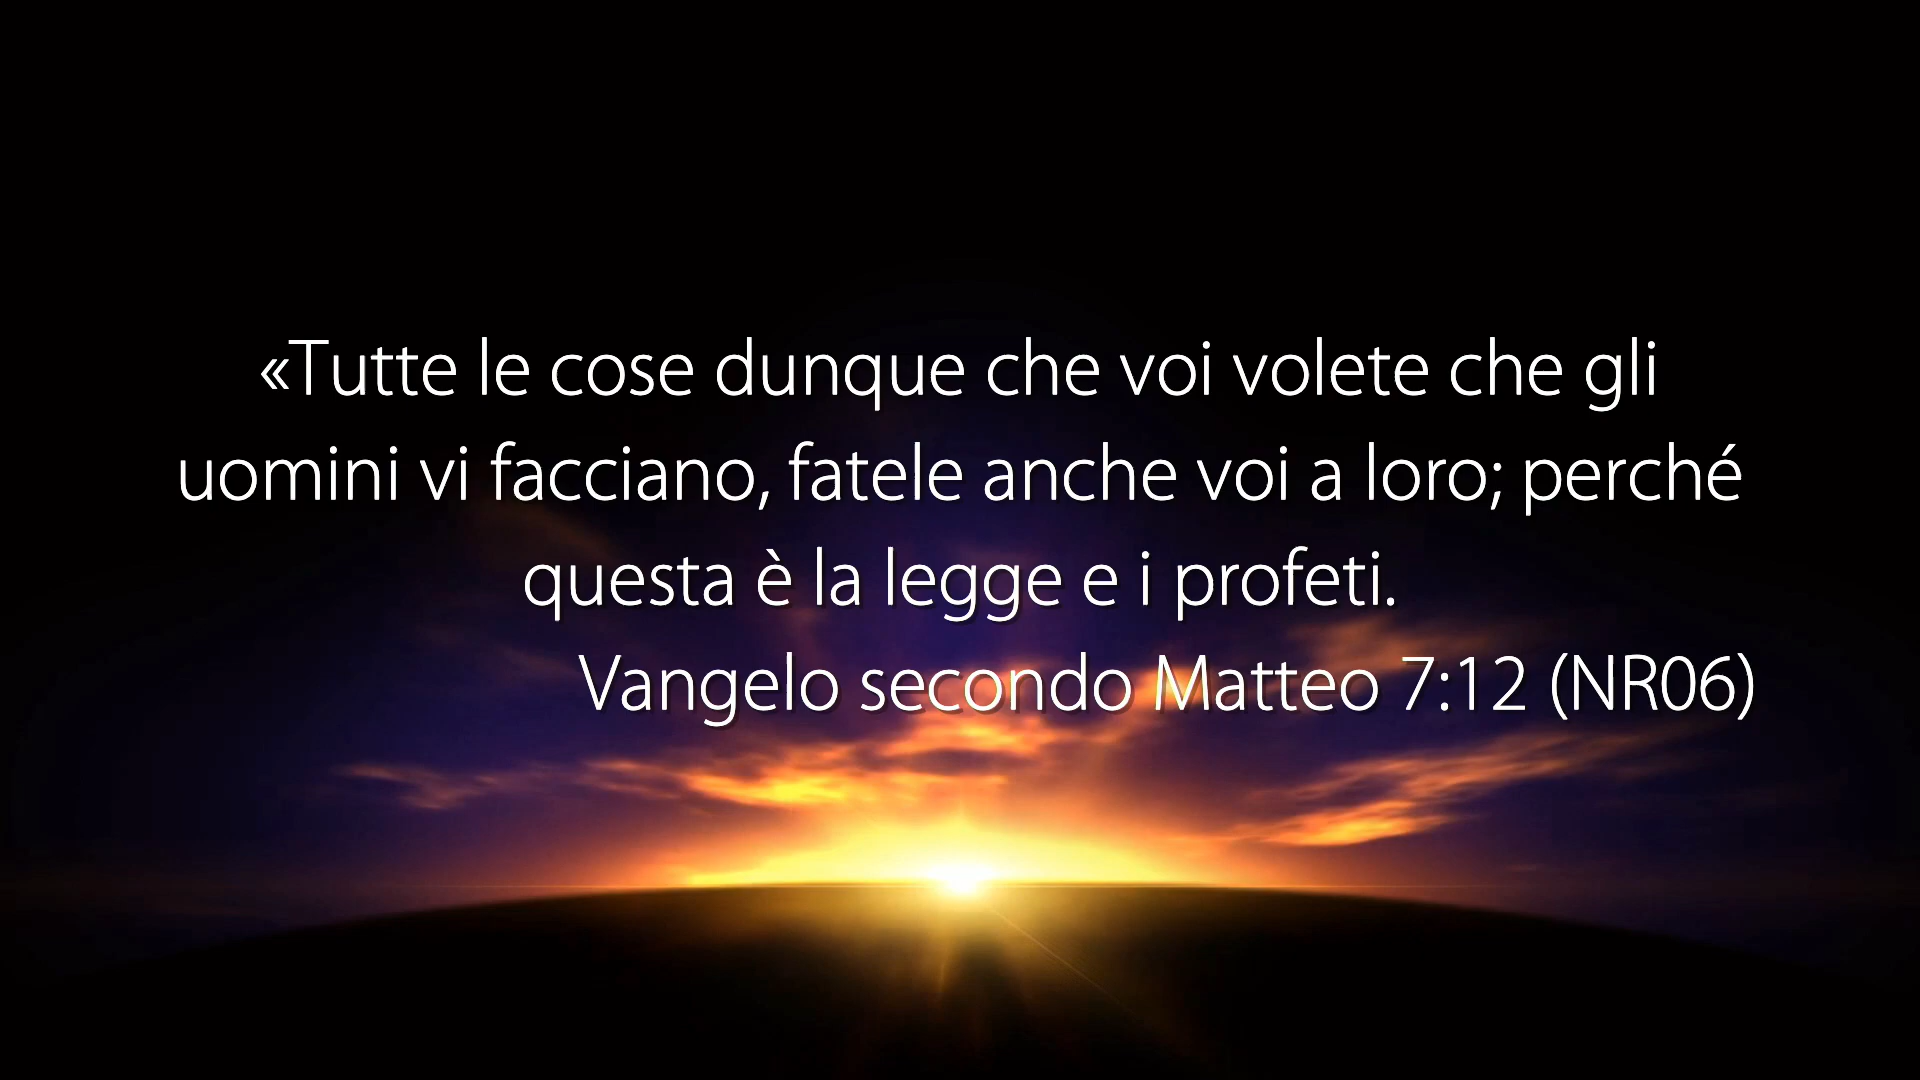 «Tutte le cose dunque che voi volete che gli
uomini vi facciano, fatele anche voi a loro; perché
questa è la legge e i profeti.
Vangelo secondo Matteo 7:12 (NR06)